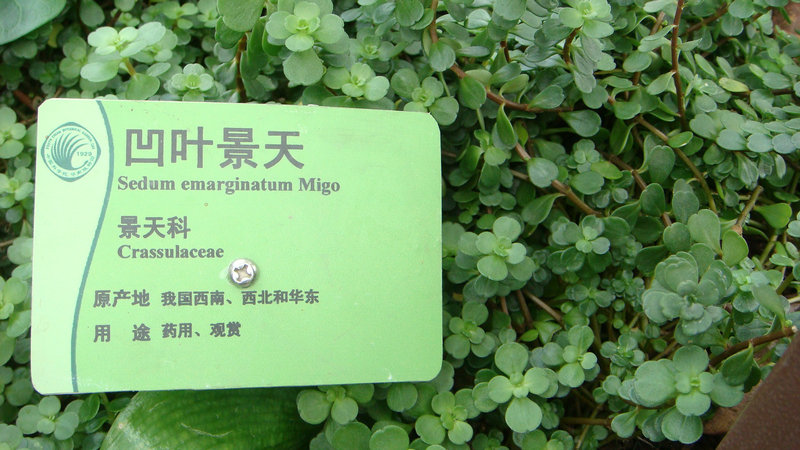 1929
凹叶景天
Sedum emarginatum Migo
景天科
Crassulaceae
原产地 我国西南、西北和华东
用 途 药用、观赏